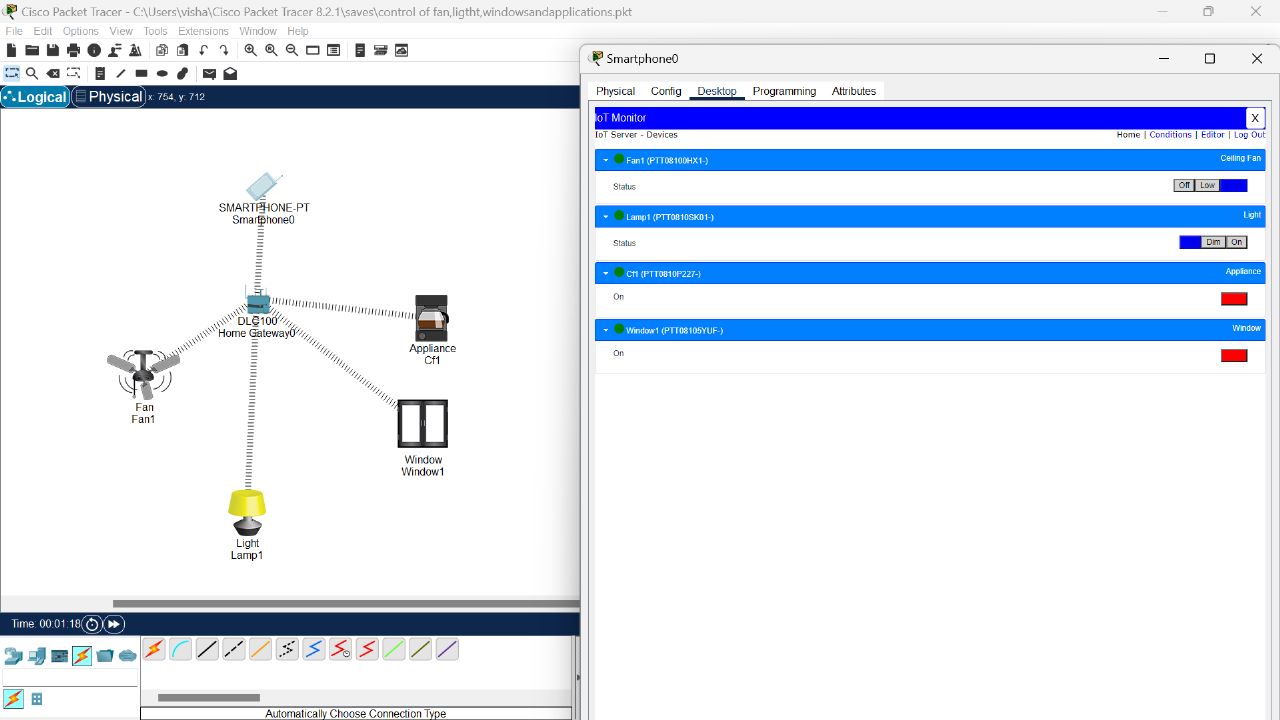 Cisco Packet Tracer - C:\Users\visha\Cisco Packet Tracer 8.2.1\saves\control of fan,ligtht,windowsandapplications.pkt
File Edit Options View Tools Extensions Window Help
Logical Physical x: 754, y: 712
SMARTPHONE-PT
Smartphone0
DLC100
Home Gateway0
Appliance
Cf1
Fan
Fan1
Window
Window1
Light
Lamp1
Time: 00:01:18
Automatically Choose Connection Type
Smartphone0
Physical Config Desktop Programming Attributes
IoT Monitor X
IoT Server - Devices Home | Conditions | Editor | Log Out
Fan1 (PTT08100HX1-) Ceiling Fan
Status Off Low
Lamp1 (PTT0810SK01-) Light
Status Dim On
Cf1 (PTT0810P227-) Appliance
On
Window1 (PTT08105YUF-) Window
On